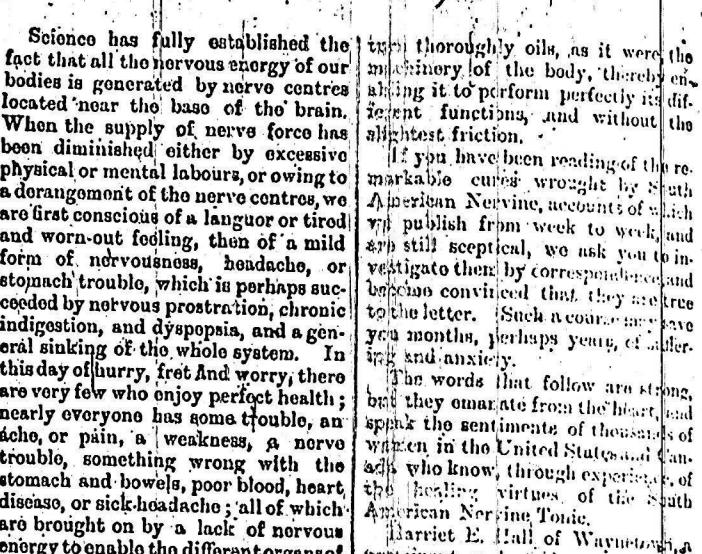 Science has fully established the
fact that all the nervous energy of our
bodies is generated by nerve centres
located near the base of the brain.
When the supply of nerve force has
been diminished either by excessive
physical or mental labours, or owing to
a derangement of the nerve centres, we
are first conscious of a languor or tired
and worn-out feeling, then of a mild
form of nervousness, headache, or
stomach trouble, which is perhaps suc-
ceeded by nervous prostration, chronic
indigestion, and dyspepsia, and a gen-
eral sinking of the whole system. In
this day of hurry, fret And worry, there
are very few who enjoy perfect health;
nearly everyone has some trouble, an
ache, or pain, a weakness, a nerve
trouble, something wrong with the
stomach and bowels, poor blood, heart
disease, or sick-headache; all of which
are brought on by a lack of nervous
energy to enable the different organs of
turn thoroughly oils, as it were the
machinery of the body, thereby en-
abling it to perform perfectly its dif-
ferent functions, and without the
slightest friction.
If you have been reading of the re-
markable cures wrought by South
American Nervine, accounts of which
we publish from week to week, and
are still sceptical, we ask you to in-
vestigate them by correspondence and
become convinced that they are true
to the letter. Such a course may save
you months, perhaps years, of suffer-
ing and anxiety.
The words that follow are strong,
but they emanate from the heart, and
speak the sentiments of thousands of
women in the United States and Can-
ada who know, through experience, of
the healing virtues of the South
American Nervine Tonic.
Harriet E. Hall of Waynetown, a